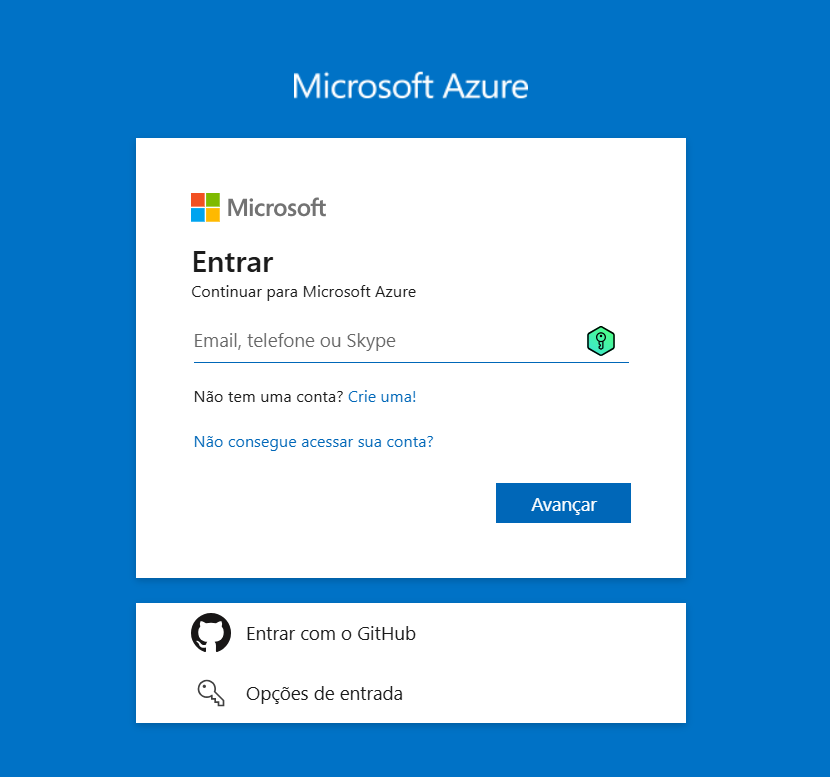 Microsoft Azure
Microsoft
Entrar
Continuar para Microsoft Azure
Email, telefone ou Skype
Não tem uma conta? Crie uma!
Não consegue acessar sua conta?
Avançar
Entrar com o GitHub
Opções de entrada